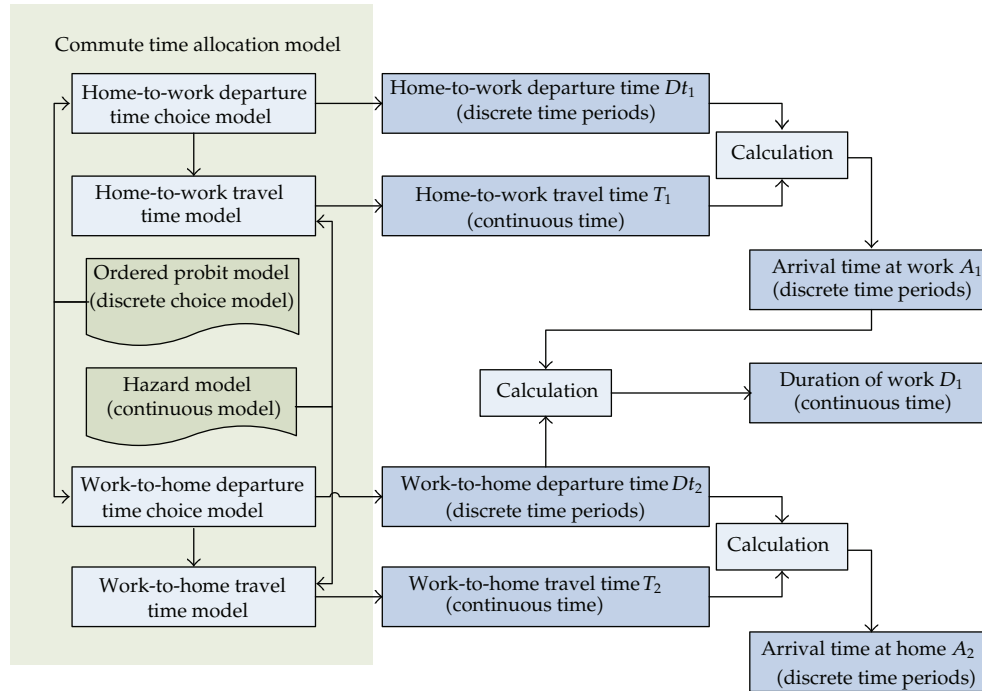 Commute time allocation model
Home-to-work departure
time choice model
Home-to-work departure time Dt₁
(discrete time periods)
Calculation
Home-to-work travel
time model
Home-to-work travel time T₁
(continuous time)
Ordered probit model
(discrete choice model)
Arrival time at work A₁
(discrete time periods)
Hazard model
(continuous model)
Calculation
Duration of work D₁
(continuous time)
Work-to-home departure
time choice model
Work-to-home departure time Dt₂
(discrete time periods)
Calculation
Work-to-home travel
time model
Work-to-home travel time T₂
(continuous time)
Arrival time at home A₂
(discrete time periods)